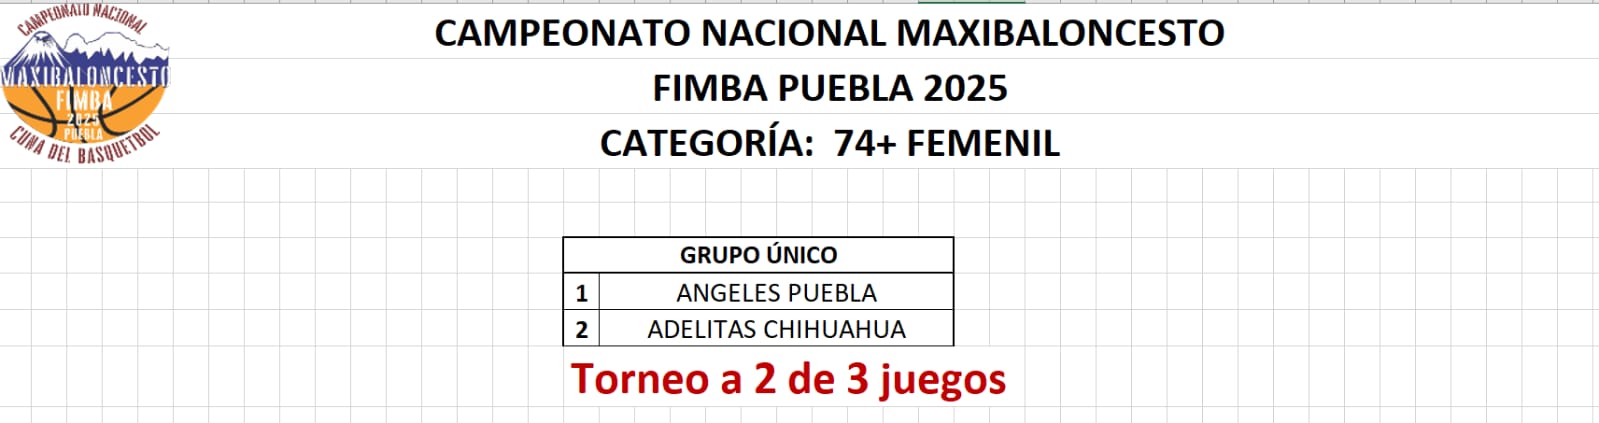 CAMPEONATO NACIONAL
MAXIBALONCESTO
FIMBA
2025
PUEBLA
CUNA DEL BASQUETBOL
CAMPEONATO NACIONAL MAXIBALONCESTO
FIMBA PUEBLA 2025
CATEGORÍA: 74+ FEMENIL
GRUPO ÚNICO
1 ANGELES PUEBLA
2 ADELITAS CHIHUAHUA
Torneo a 2 de 3 juegos